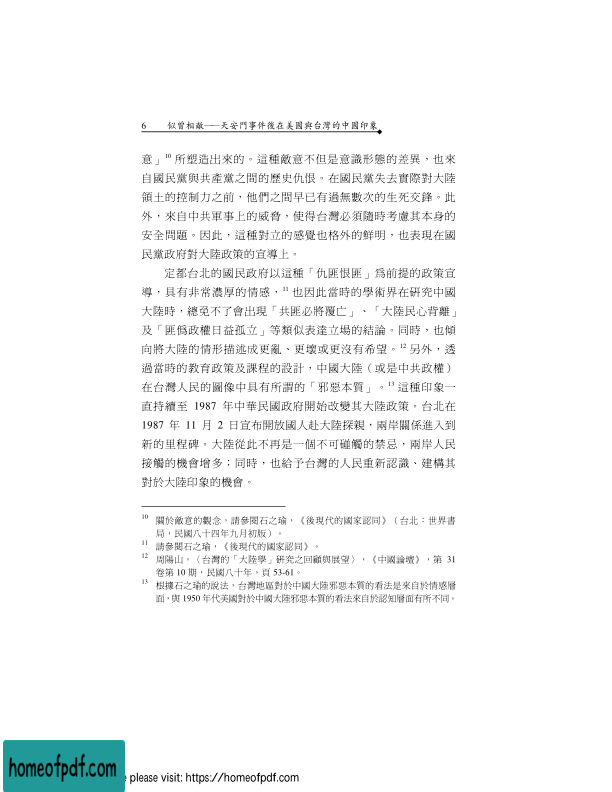 6 似曾相敵——天安門事件後在美國與台灣的中國印象
意」10 所塑造出來的。這種敵意不但是意識形態的差異，也來
自國民黨與共產黨之間的歷史仇恨。在國民黨失去實際對大陸
領土的控制力之前，他們之間早已有過無數次的生死交鋒。此
外，來自中共軍事上的威脅，使得台灣必須隨時考慮其本身的
安全問題。因此，這種對立的感覺也格外的鮮明，也表現在國
民黨政府對大陸政策的宣導上。
定都台北的國民政府以這種「仇匪恨匪」為前提的政策宣
導，具有非常濃厚的情感，11 也因此當時的學術界在研究中國
大陸時，總免不了會出現「共匪必將覆亡」、「大陸民心背離」
及「匪偽政權日益孤立」等類似表達立場的結論。同時，也傾
向將大陸的情形描述成更亂、更壞或更沒有希望。12 另外，透
過當時的教育政策及課程的設計，中國大陸（或是中共政權）
在台灣人民的圖像中具有所謂的「邪惡本質」。13 這種印象一
直持續至 1987 年中華民國政府開始改變其大陸政策。台北在
1987 年 11 月 2 日宣布開放國人赴大陸探親，兩岸關係進入到
新的里程碑。大陸從此不再是一個不可碰觸的禁忌，兩岸人民
接觸的機會增多；同時，也給予台灣的人民重新認識、建構其
對於大陸印象的機會。
10 關於敵意的觀念，請參閱石之瑜，《後現代的國家認同》（台北：世界書
局，民國八十四年九月初版）。
11 請參閱石之瑜，《後現代的國家認同》。
12 周陽山，〈台灣的「大陸學」研究之回顧與展望〉，《中國論壇》，第 31
卷第 10 期，民國八十年，頁 53-61。
13 根據石之瑜的說法，台灣地區對於中國大陸邪惡本質的看法是來自於情感層
面，與 1950 年代美國對於中國大陸邪惡本質的看法來自於認知層面有所不同。
homeofpdf.com
please visit: https://homeofpdf.com